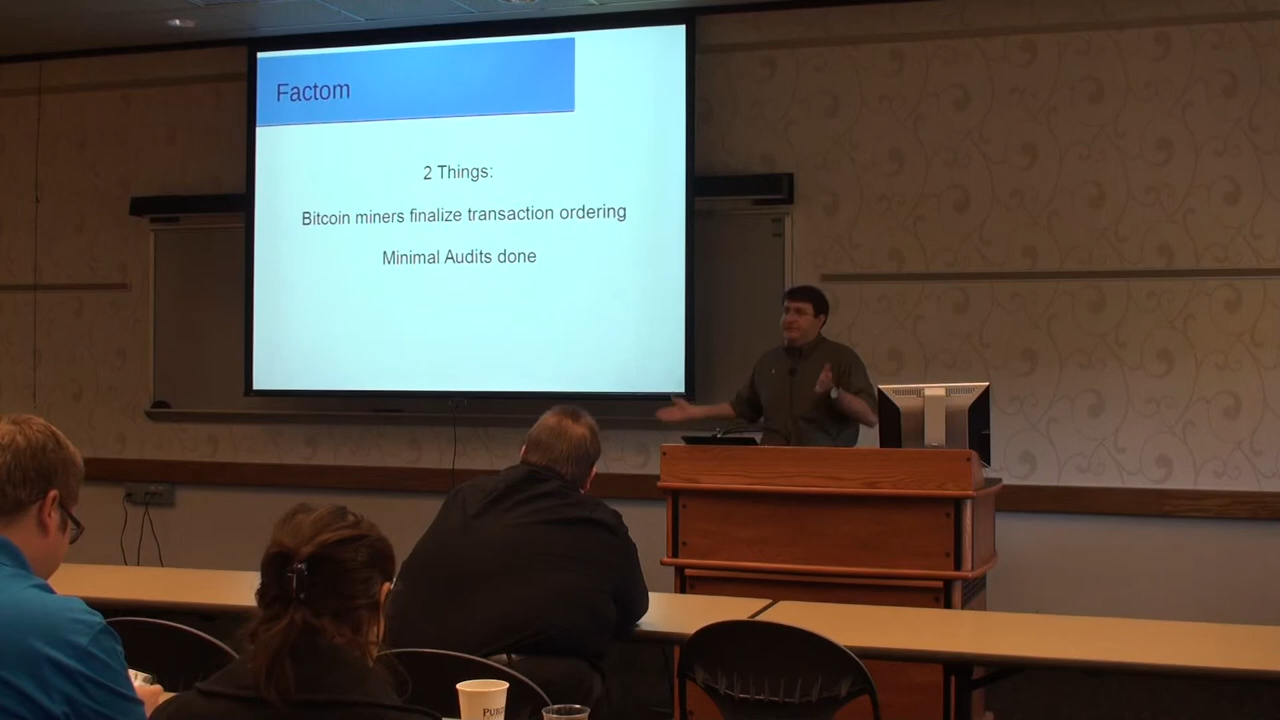 Factom
2 Things:
Bitcoin miners finalize transaction ordering
Minimal Audits done